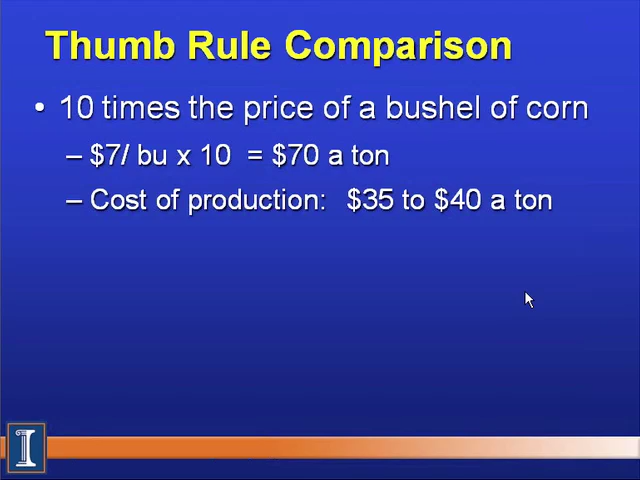 Thumb Rule Comparison
• 10 times the price of a bushel of corn
– $7/ bu x 10 = $70 a ton
– Cost of production: $35 to $40 a ton
I